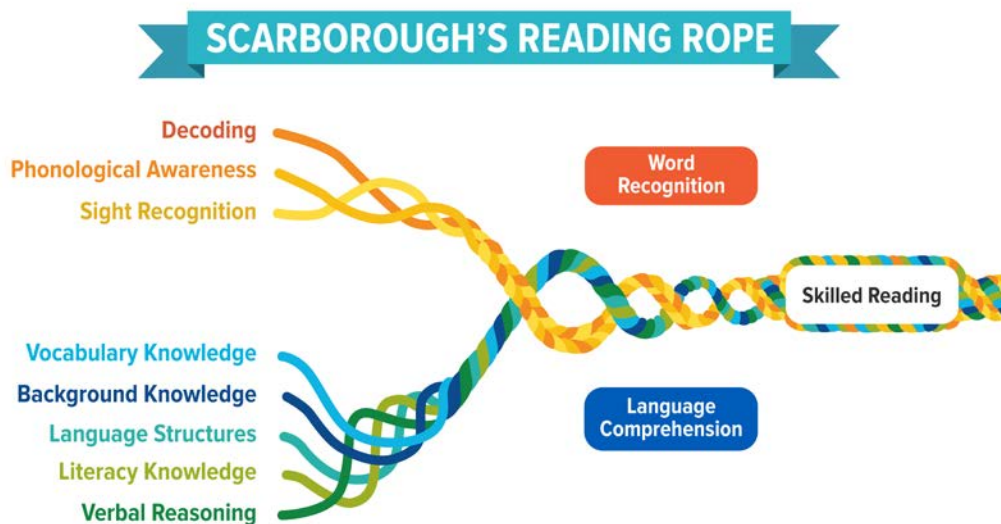 SCARBOROUGH'S READING ROPE
Decoding
Phonological Awareness
Sight Recognition
Word
Recognition
Skilled Reading
Vocabulary Knowledge
Background Knowledge
Language Structures
Literacy Knowledge
Verbal Reasoning
Language
Comprehension